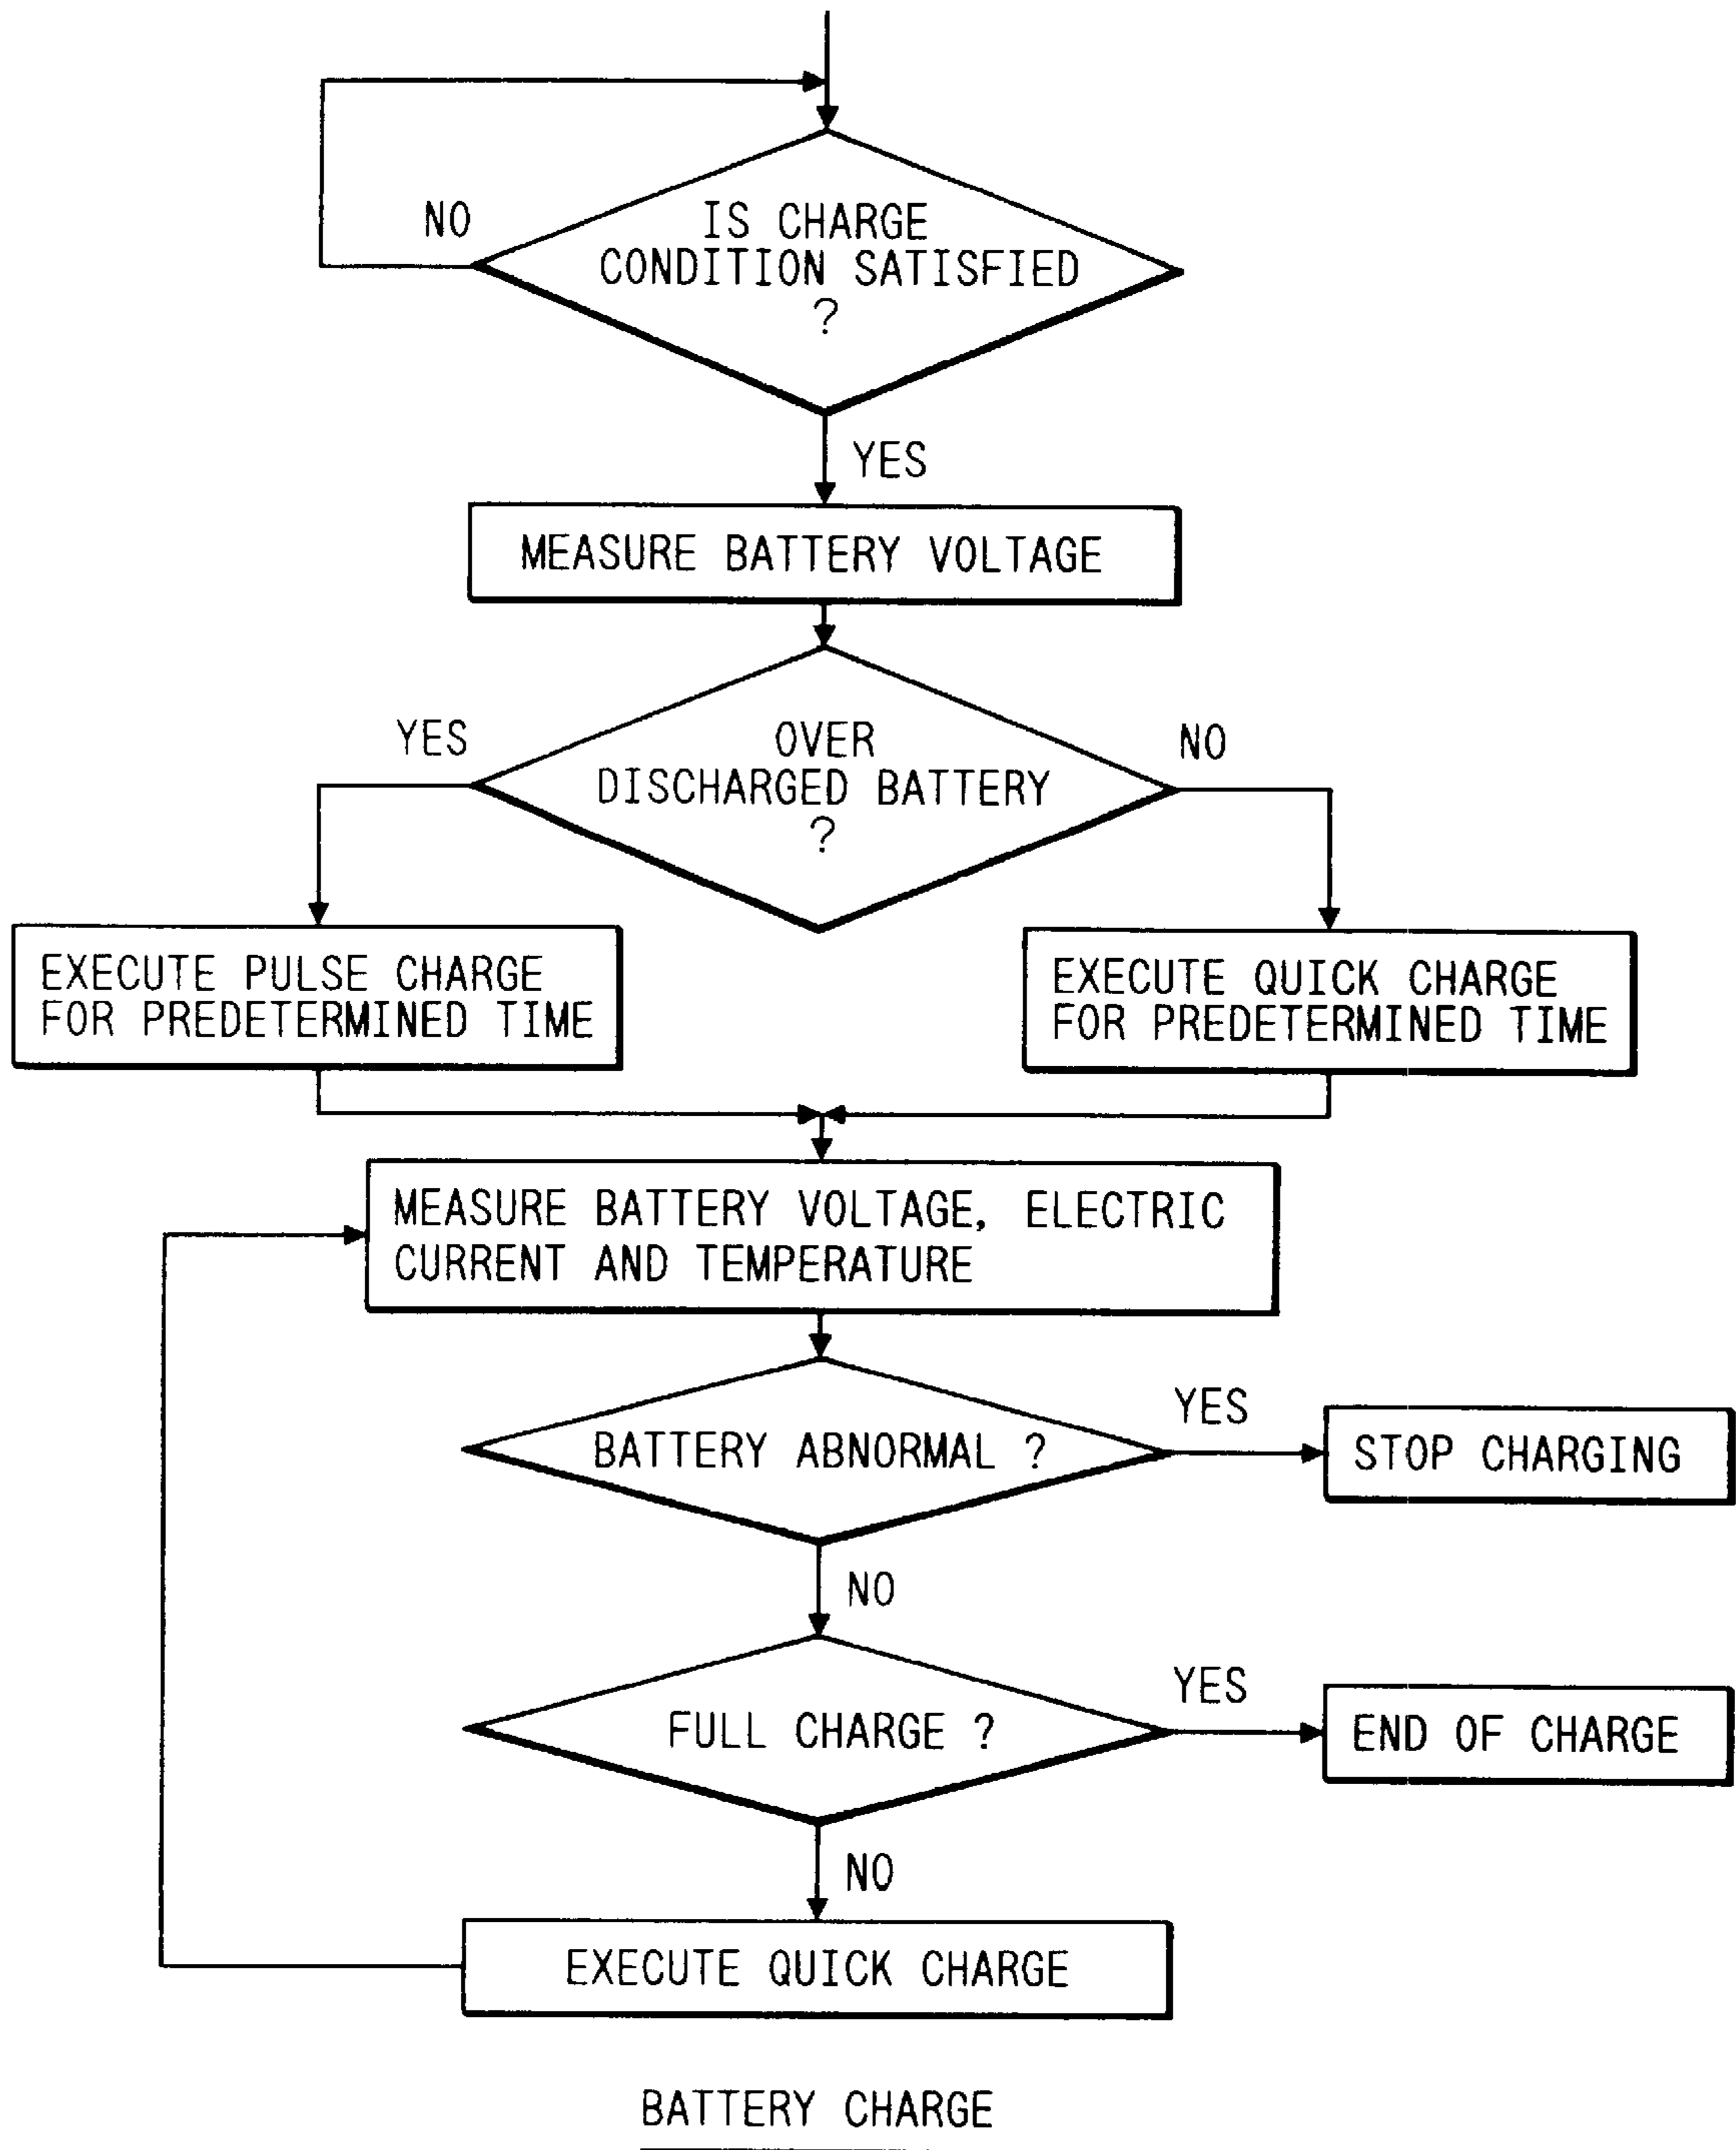 IS CHARGE
CONDITION SATISFIED
?
NO
YES
MEASURE BATTERY VOLTAGE
OVER
DISCHARGED BATTERY
?
YES
NO
EXECUTE PULSE CHARGE
FOR PREDETERMINED TIME
EXECUTE QUICK CHARGE
FOR PREDETERMINED TIME
MEASURE BATTERY VOLTAGE, ELECTRIC
CURRENT AND TEMPERATURE
BATTERY ABNORMAL ?
YES
STOP CHARGING
NO
FULL CHARGE ?
YES
END OF CHARGE
NO
EXECUTE QUICK CHARGE
BATTERY CHARGE